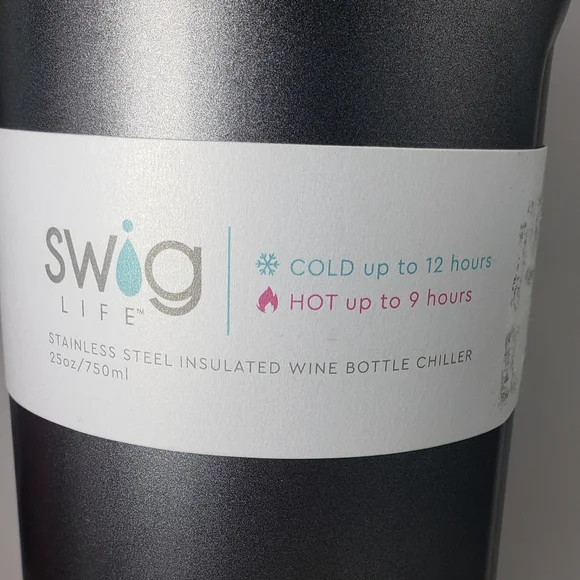 swig
LIFE™
COLD up to 12 hours
HOT up to 9 hours
STAINLESS STEEL INSULATED WINE BOTTLE CHILLER
25oz/750ml